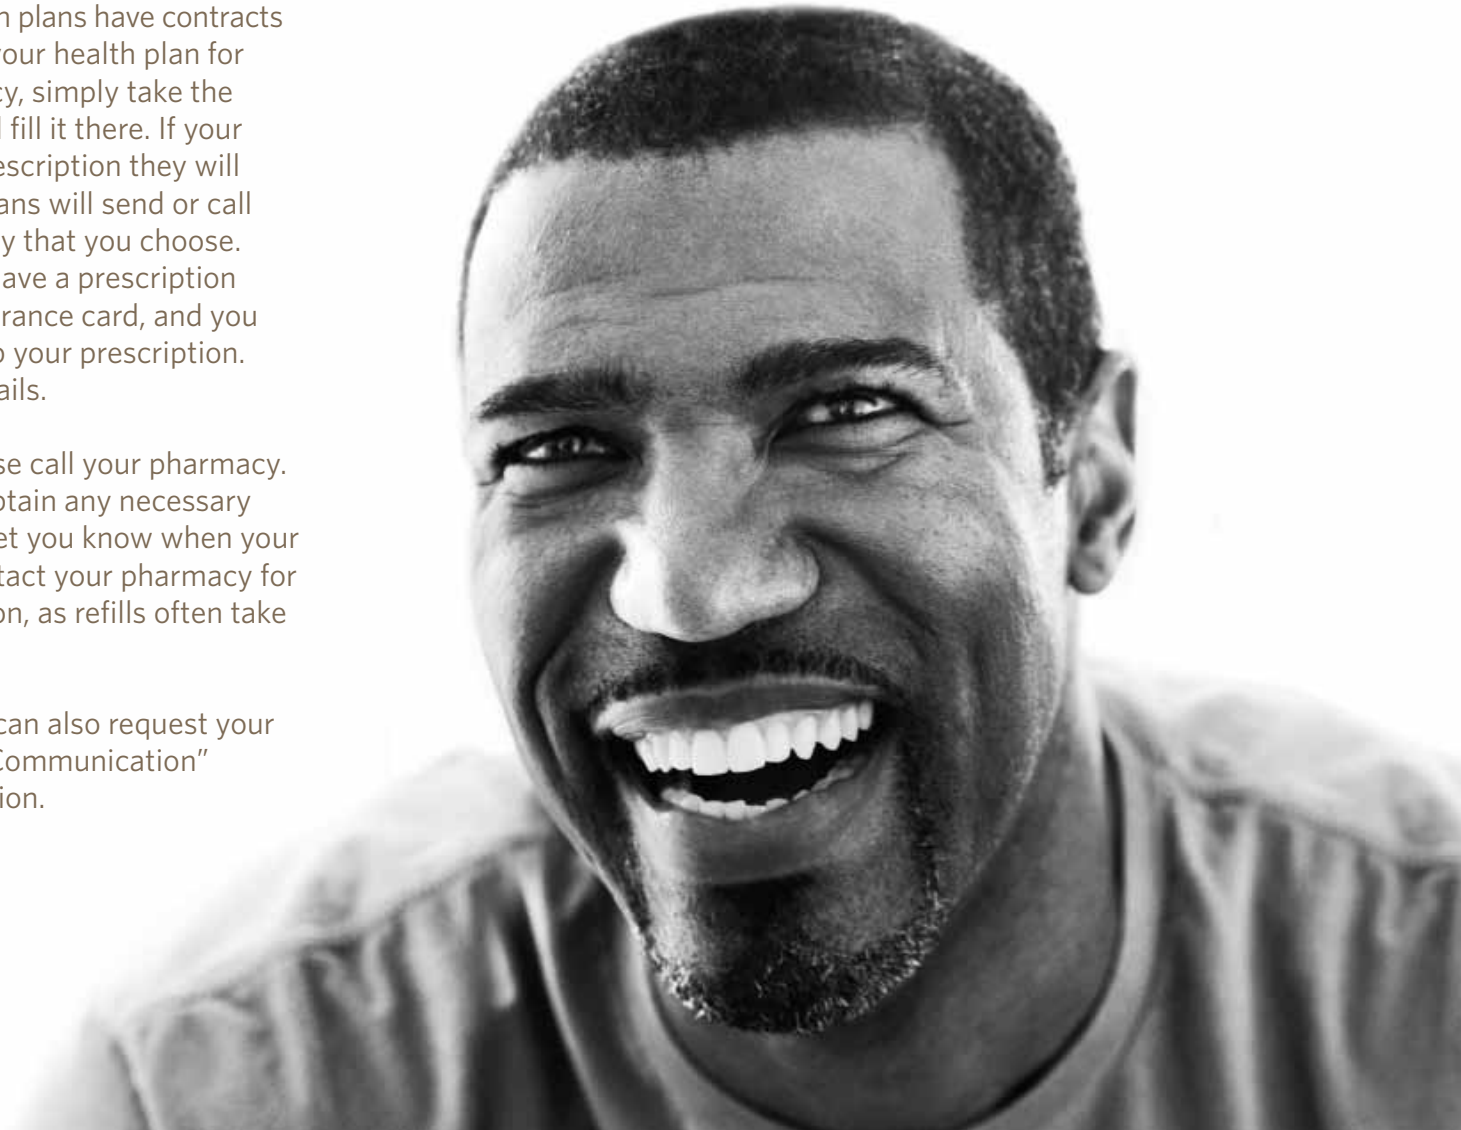 plans have contracts
your health plan for
simply take the
fill it there. If your
escription they will
ans will send or call
y that you choose.
ave a prescription
rance card, and you
your prescription.
ails.
se call your pharmacy.
btain any necessary
et you know when your
tact your pharmacy for
on, as refills often take
can also request your
Communication”
ion.